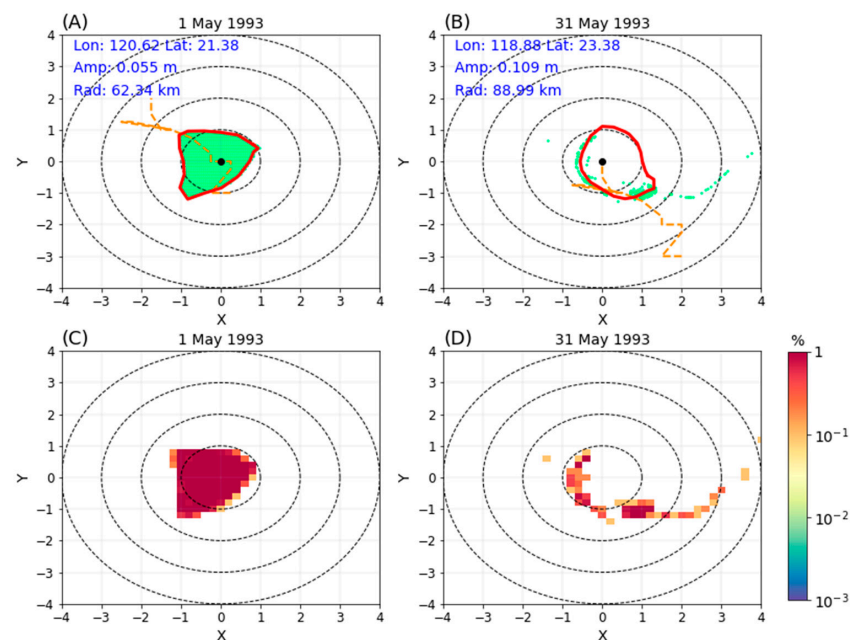 (A) 1 May 1993
Lon: 120.62 Lat: 21.38
Amp: 0.055 m
Rad: 62.34 km
4
3
2
1
0
−1
−2
−3
−4
Y
−4 −3 −2 −1 0 1 2 3 4
X
(B) 31 May 1993
Lon: 118.88 Lat: 23.38
Amp: 0.109 m
Rad: 88.99 km
4
3
2
1
0
−1
−2
−3
−4
Y
−4 −3 −2 −1 0 1 2 3 4
X
(C) 1 May 1993
4
3
2
1
0
−1
−2
−3
−4
Y
−4 −3 −2 −1 0 1 2 3 4
X
(D) 31 May 1993
4
3
2
1
0
−1
−2
−3
−4
Y
−4 −3 −2 −1 0 1 2 3 4
X
%
1
10⁻¹
10⁻²
10⁻³